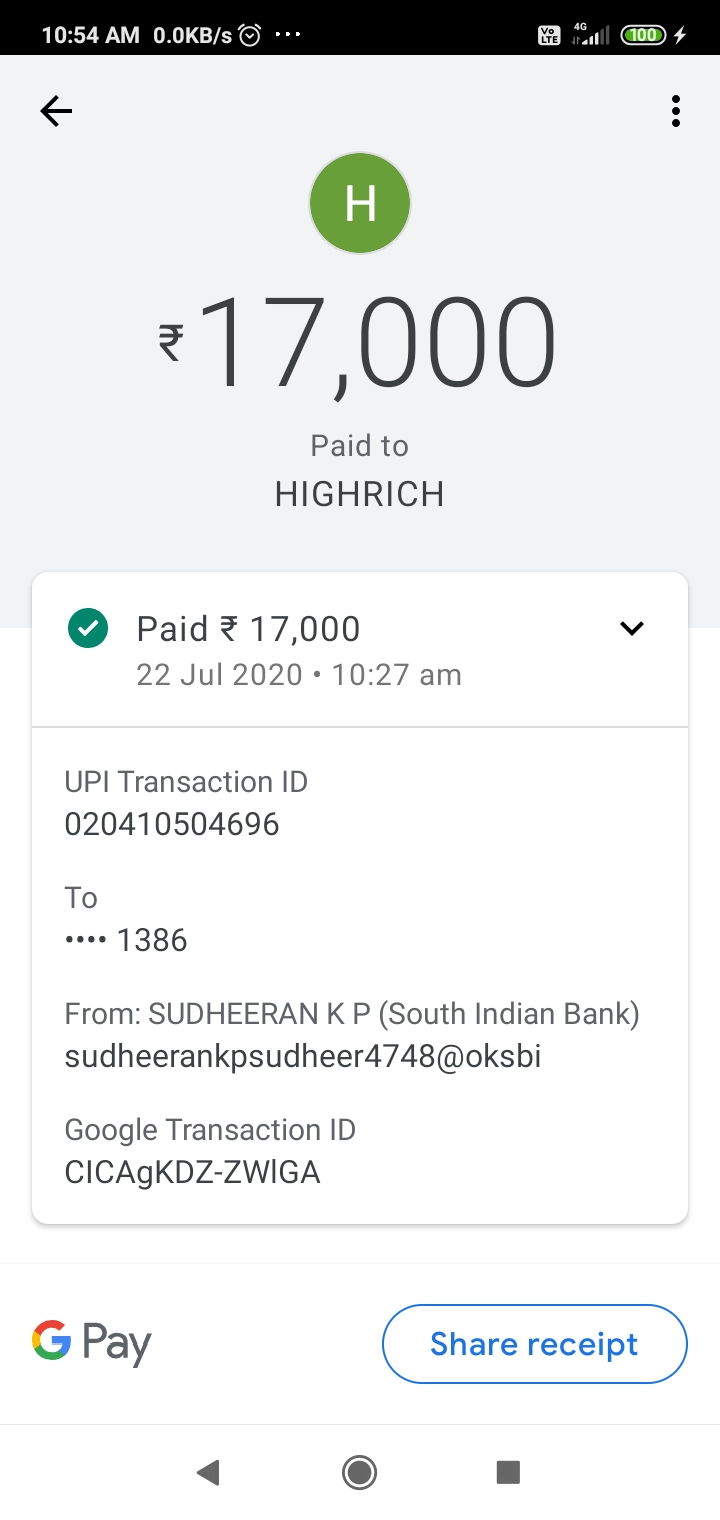 10:54 AM 0.0KB/s ...
Vo LTE 4G 100
H
₹17,000
Paid to
HIGHRICH
Paid ₹ 17,000
22 Jul 2020 • 10:27 am
UPI Transaction ID
020410504696
To
•••• 1386
From: SUDHEERAN K P (South Indian Bank)
sudheerankpsudheer4748@oksbi
Google Transaction ID
CICAgKDZ-ZWlGA
G Pay
Share receipt